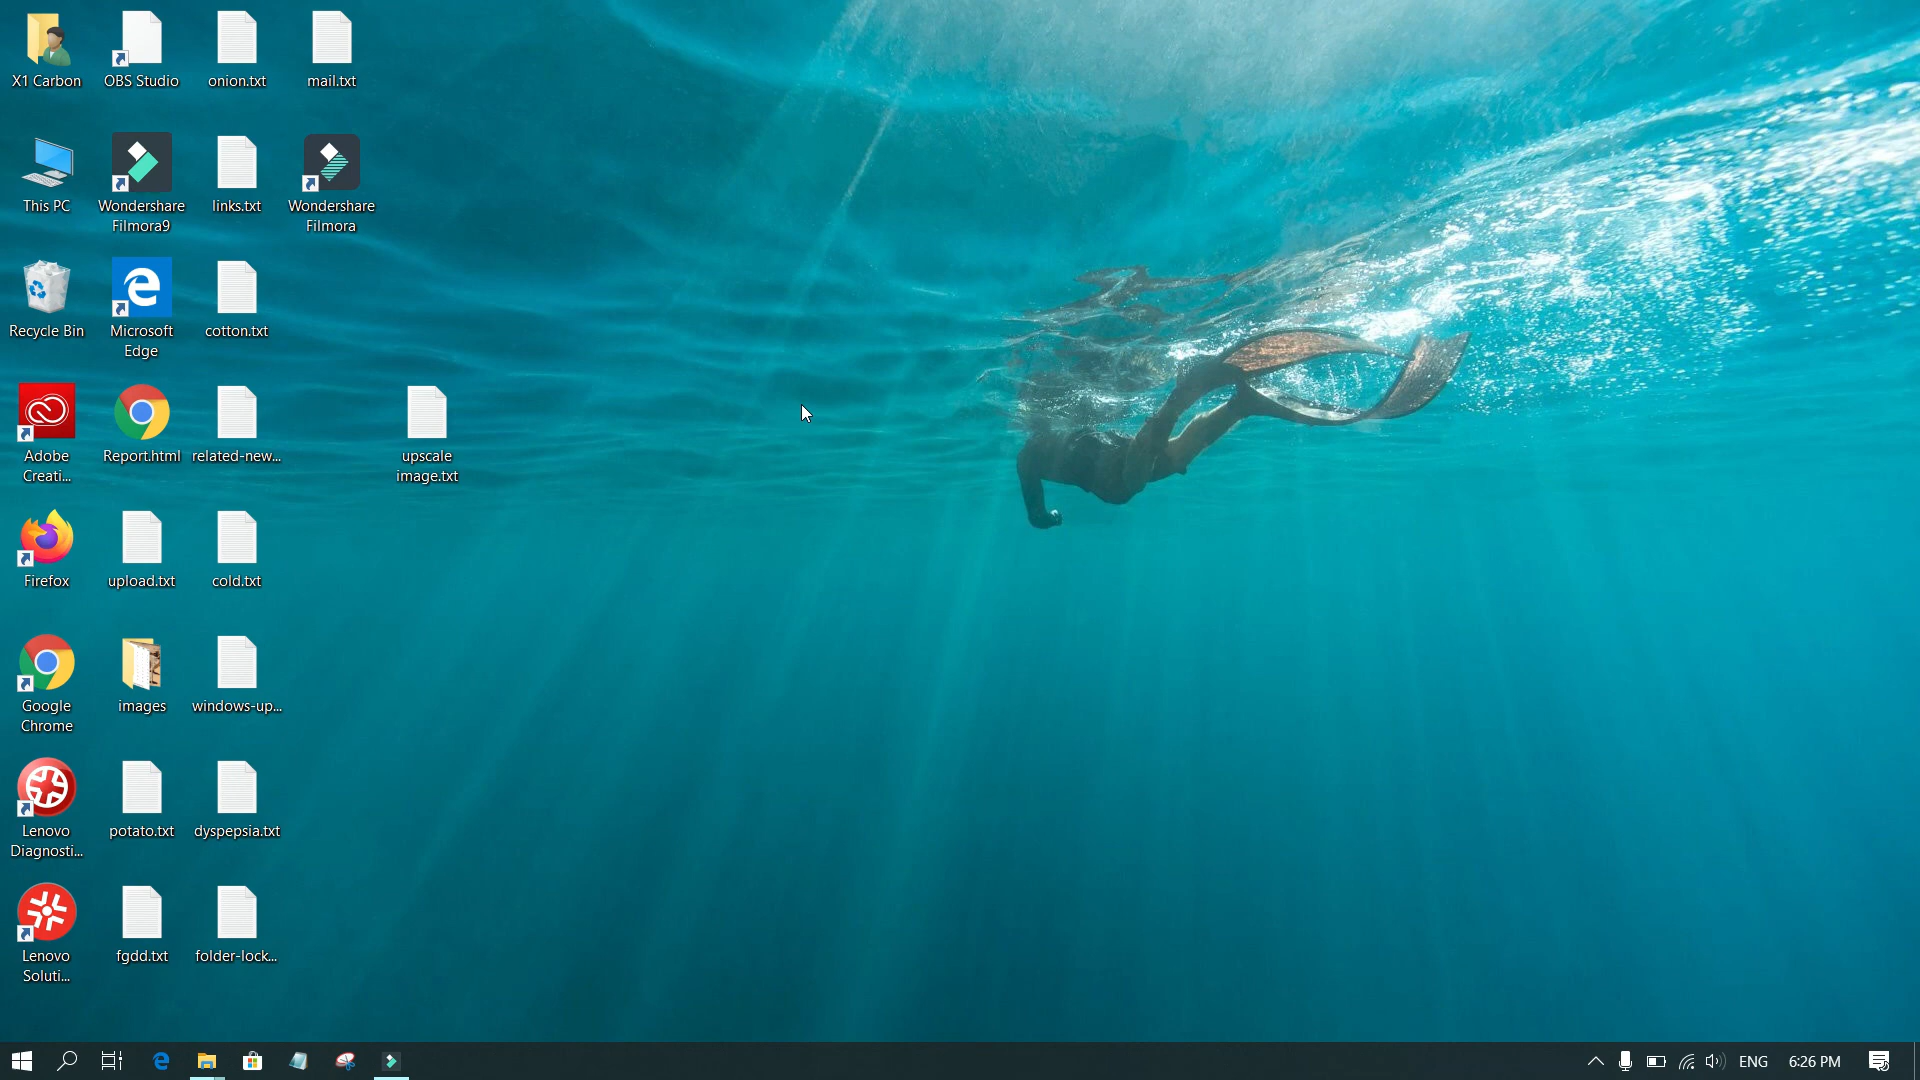 X1 Carbon
OBS Studio
onion.txt
mail.txt
This PC
Wondershare
Filmora9
links.txt
Wondershare
Filmora
Recycle Bin
Microsoft
Edge
cotton.txt
Adobe
Creati...
Report.html
related-new...
upscale
image.txt
Firefox
upload.txt
cold.txt
Google
Chrome
images
windows-up...
Lenovo
Diagnosti...
potato.txt
dyspepsia.txt
Lenovo
Soluti...
fgdd.txt
folder-lock...
ENG
6:26 PM